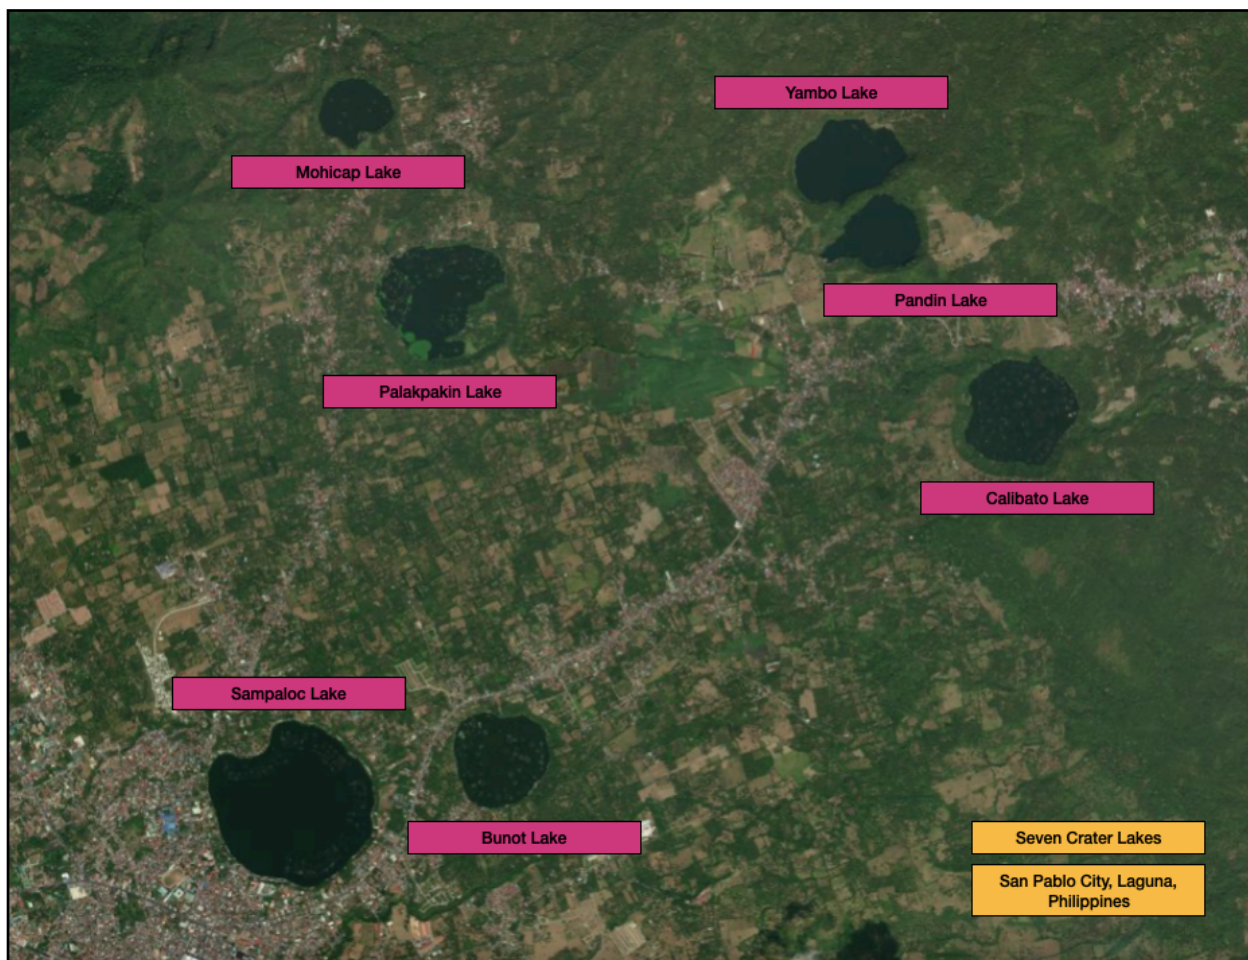 Yambo Lake
Mohicap Lake
Pandin Lake
Palakpakin Lake
Calibato Lake
Sampaloc Lake
Bunot Lake
Seven Crater Lakes
San Pablo City, Laguna,
Philippines